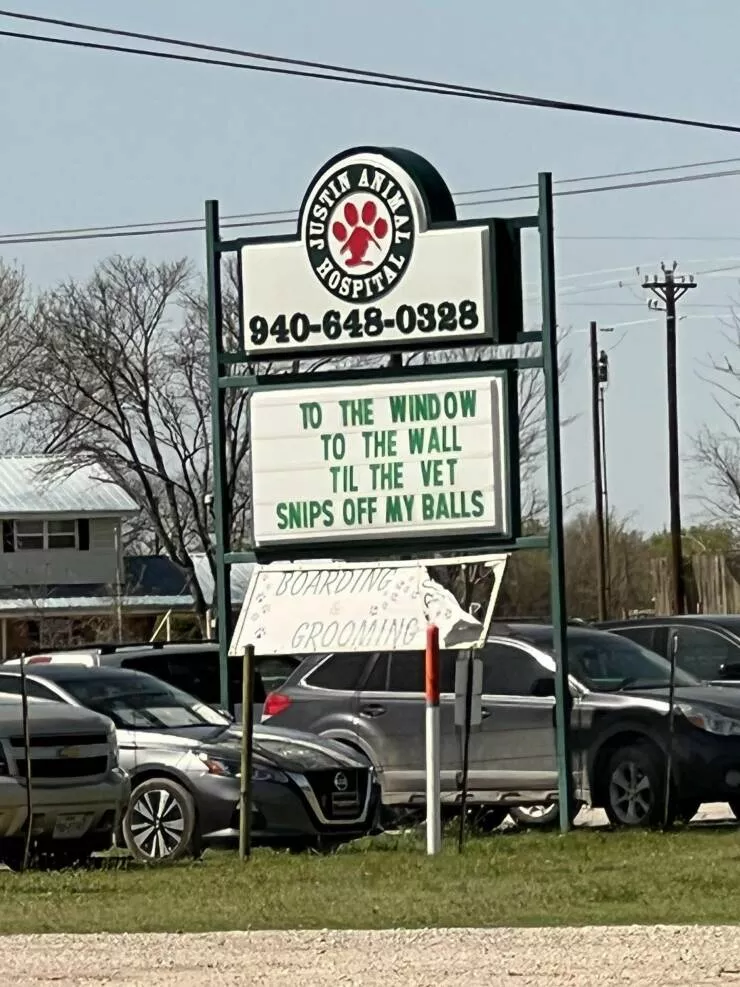 JUSTIN ANIMAL
HOSPITAL
940-648-0328
TO THE WINDOW
TO THE WALL
TIL THE VET
SNIPS OFF MY BALLS
BOARDING
&
GROOMING